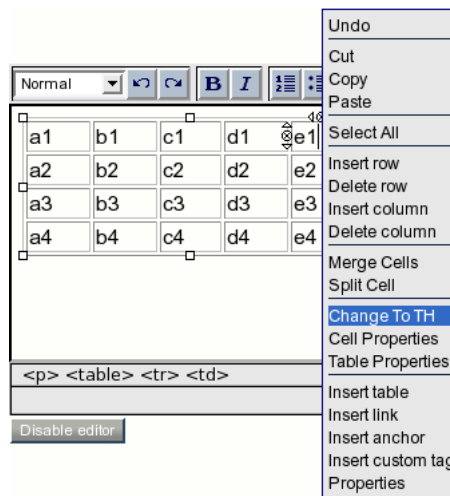 Undo
Cut
Copy
Paste
Select All
Insert row
Delete row
Insert column
Delete column
Merge Cells
Split Cell
Change To TH
Cell Properties
Table Properties
Insert table
Insert link
Insert anchor
Insert custom tag
Properties
Normal B I
a1 b1 c1 d1 e1
a2 b2 c2 d2 e2
a3 b3 c3 d3 e3
a4 b4 c4 d4 e4
<p> <table> <tr> <td>
Disable editor